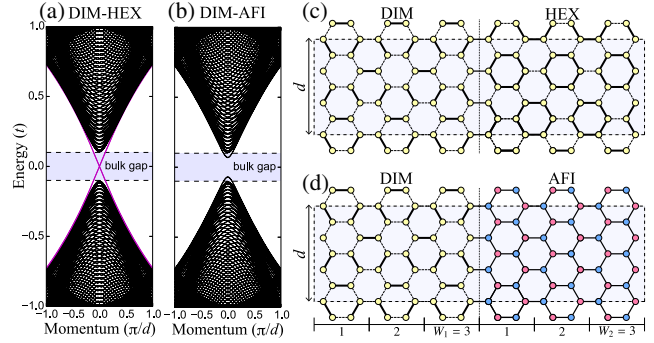 (a) DIM-HEX
(b) DIM-AFI
(c) DIM HEX
1.0
0.5
0.0
-0.5
-1.0
Energy (t)
bulk gap
bulk gap
-1.0 -0.5 0.0 0.5 1.0
-1.0 -0.5 0.0 0.5 1.0
Momentum (π/d)
Momentum (π/d)
d
(d) DIM AFI
d
1 2 W₁ = 3 1 2 W₂ = 3